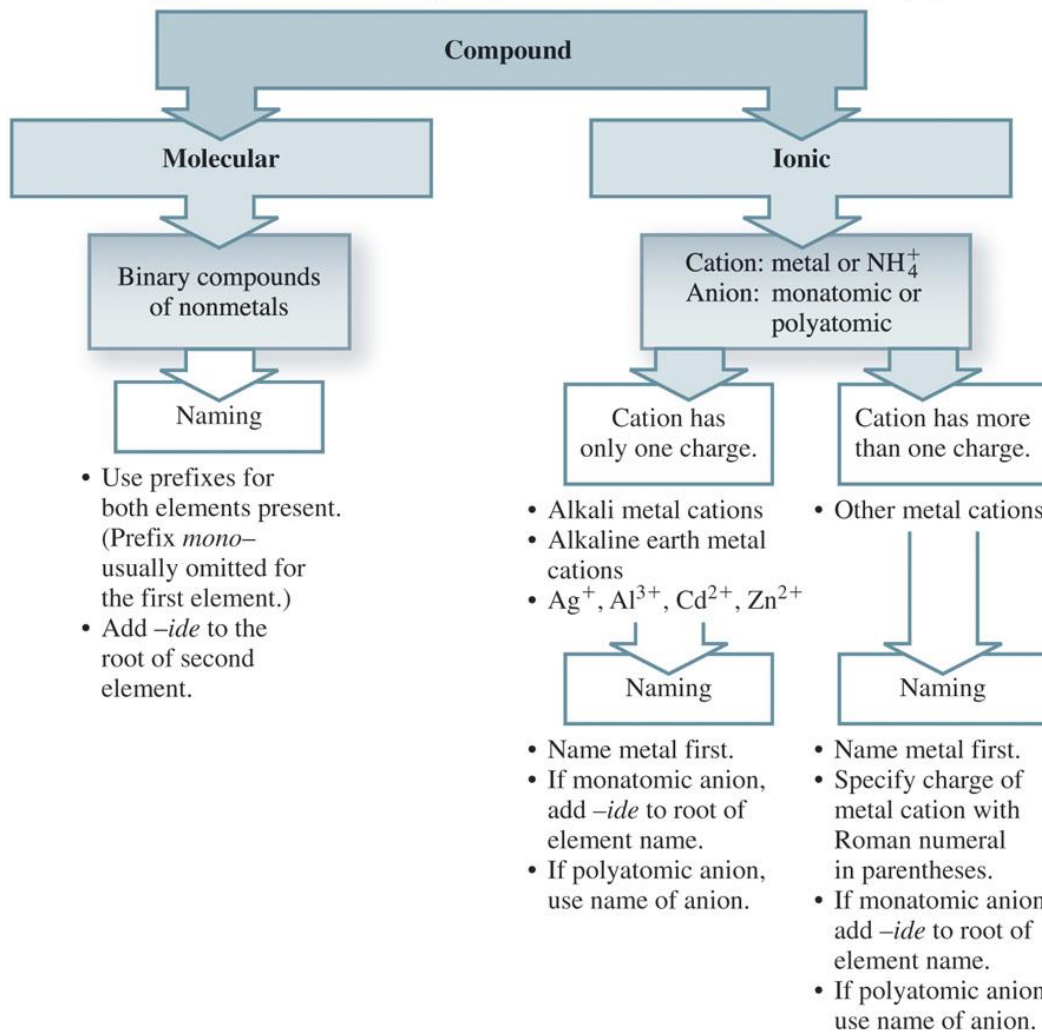 Compound
Molecular
Ionic
Binary compounds
of nonmetals
Cation: metal or NH₄⁺
Anion: monatomic or
polyatomic
Naming
• Use prefixes for
both elements present.
(Prefix mono–
usually omitted for
the first element.)
• Add –ide to the
root of second
element.
Cation has
only one charge.
• Alkali metal cations
• Alkaline earth metal
cations
• Ag⁺, Al³⁺, Cd²⁺, Zn²⁺
Naming
• Name metal first.
• If monatomic anion,
add –ide to root of
element name.
• If polyatomic anion,
use name of anion.
Cation has more
than one charge.
• Other metal cations
Naming
• Name metal first.
• Specify charge of
metal cation with
Roman numeral
in parentheses.
• If monatomic anion
add –ide to root of
element name.
• If polyatomic anion
use name of anion.